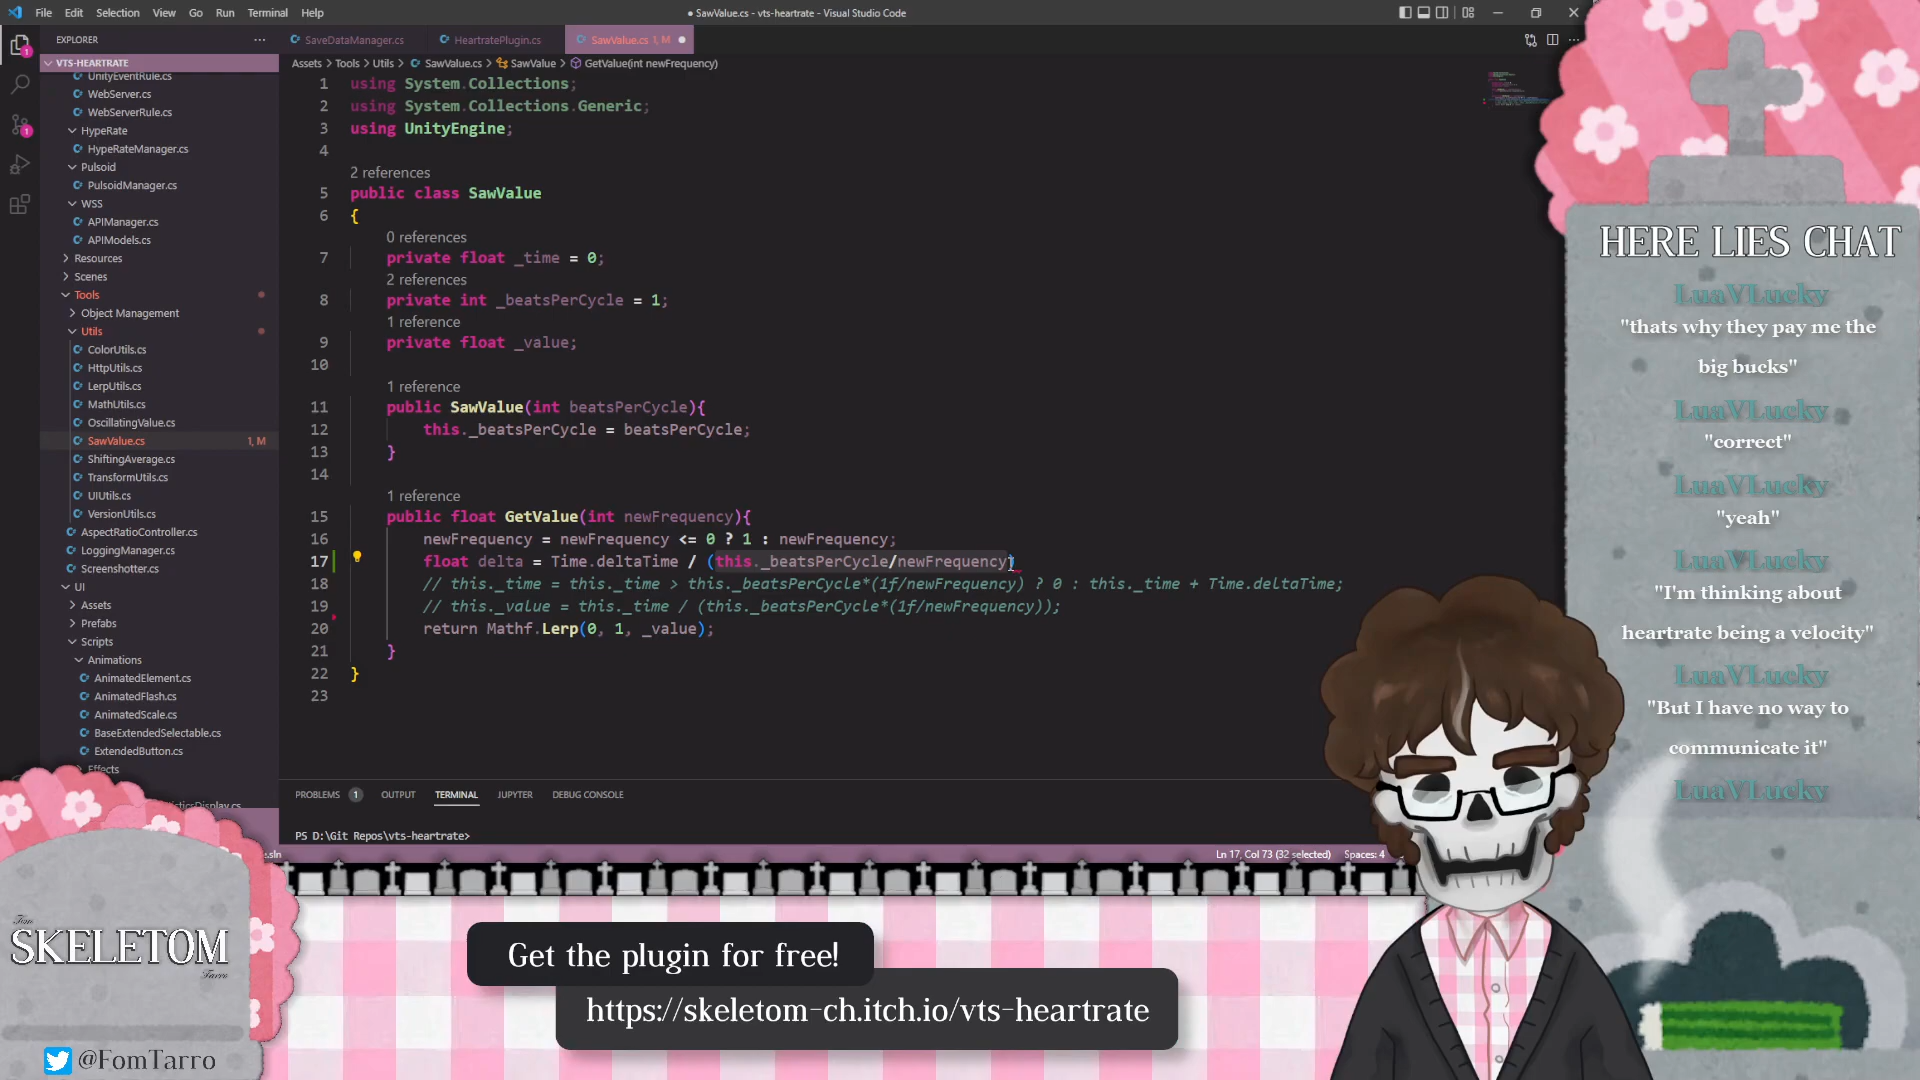 File Edit Selection View Go Run Terminal Help
● SawValue.cs - vts-heartrate - Visual Studio Code
EXPLORER
SaveDataManager.cs
HeartratePlugin.cs
SawValue.cs 1, M
VTS-HEARTRATE
Assets > Tools > Utils > SawValue.cs > SawValue > GetValue(int newFrequency)
UnityEventRule.cs
WebServer.cs
WebServerRule.cs
HypeRate
HypeRateManager.cs
Pulsoid
PulsoidManager.cs
WSS
APIManager.cs
APIModels.cs
Resources
Scenes
Tools
Object Management
Utils
ColorUtils.cs
HttpUtils.cs
LerpUtils.cs
MathUtils.cs
OscillatingValue.cs
SawValue.cs 1, M
ShiftingAverage.cs
TransformUtils.cs
UIUtils.cs
VersionUtils.cs
AspectRatioController.cs
LoggingManager.cs
Screenshotter.cs
UI
Assets
Prefabs
Scripts
Animations
AnimatedElement.cs
AnimatedFlash.cs
AnimatedScale.cs
BaseExtendedSelectable.cs
ExtendedButton.cs
Effects
1 using System.Collections;
2 using System.Collections.Generic;
3 using UnityEngine;
4
2 references
5 public class SawValue
6 {
0 references
7 private float _time = 0;
2 references
8 private int _beatsPerCycle = 1;
1 reference
9 private float _value;
10
1 reference
11 public SawValue(int beatsPerCycle){
12 this._beatsPerCycle = beatsPerCycle;
13 }
14
1 reference
15 public float GetValue(int newFrequency){
16 newFrequency = newFrequency <= 0 ? 1 : newFrequency;
17 float delta = Time.deltaTime / (this._beatsPerCycle/newFrequency)
18 // this._time = this._time > this._beatsPerCycle*(1f/newFrequency) ? 0 : this._time + Time.deltaTime;
19 // this._value = this._time / (this._beatsPerCycle*(1f/newFrequency));
20 return Mathf.Lerp(0, 1, _value);
21 }
22 }
23
PROBLEMS 1 OUTPUT TERMINAL JUPYTER DEBUG CONSOLE
PS D:\Git Repos\vts-heartrate>
Ln 17, Col 73 (32 selected) Spaces: 4
HERE LIES CHAT
LuaVLucky
"thats why they pay me the
big bucks"
LuaVLucky
"correct"
LuaVLucky
"yeah"
LuaVLucky
"I'm thinking about
heartrate being a velocity"
LuaVLucky
"But I have no way to
communicate it"
LuaVLucky
SKELETOM
Tarro
@FomTarro
Get the plugin for free!
https://skeletom-ch.itch.io/vts-heartrate